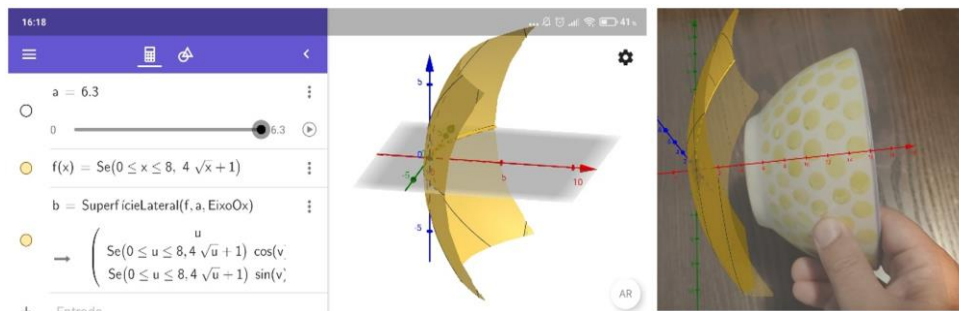 16:18
... 41%
a = 6.3
0 6.3
f(x) = Se(0 ≤ x ≤ 8, 4 √x + 1)
b = SuperfícieLateral(f, a, EixoOx)
u
→ Se(0 ≤ u ≤ 8, 4 √u + 1) cos(v)
Se(0 ≤ u ≤ 8, 4 √u + 1) sin(v)
+ Entrada...
5
0
-5
b
10
-5
AR